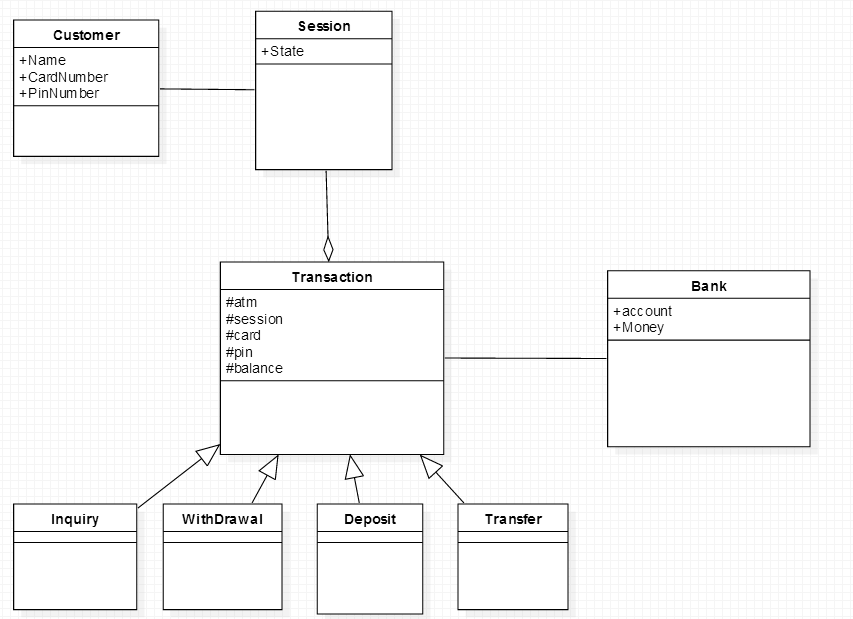 Customer
+Name
+CardNumber
+PinNumber
Session
+State
Transaction
#atm
#session
#card
#pin
#balance
Bank
+account
+Money
Inquiry
WithDrawal
Deposit
Transfer